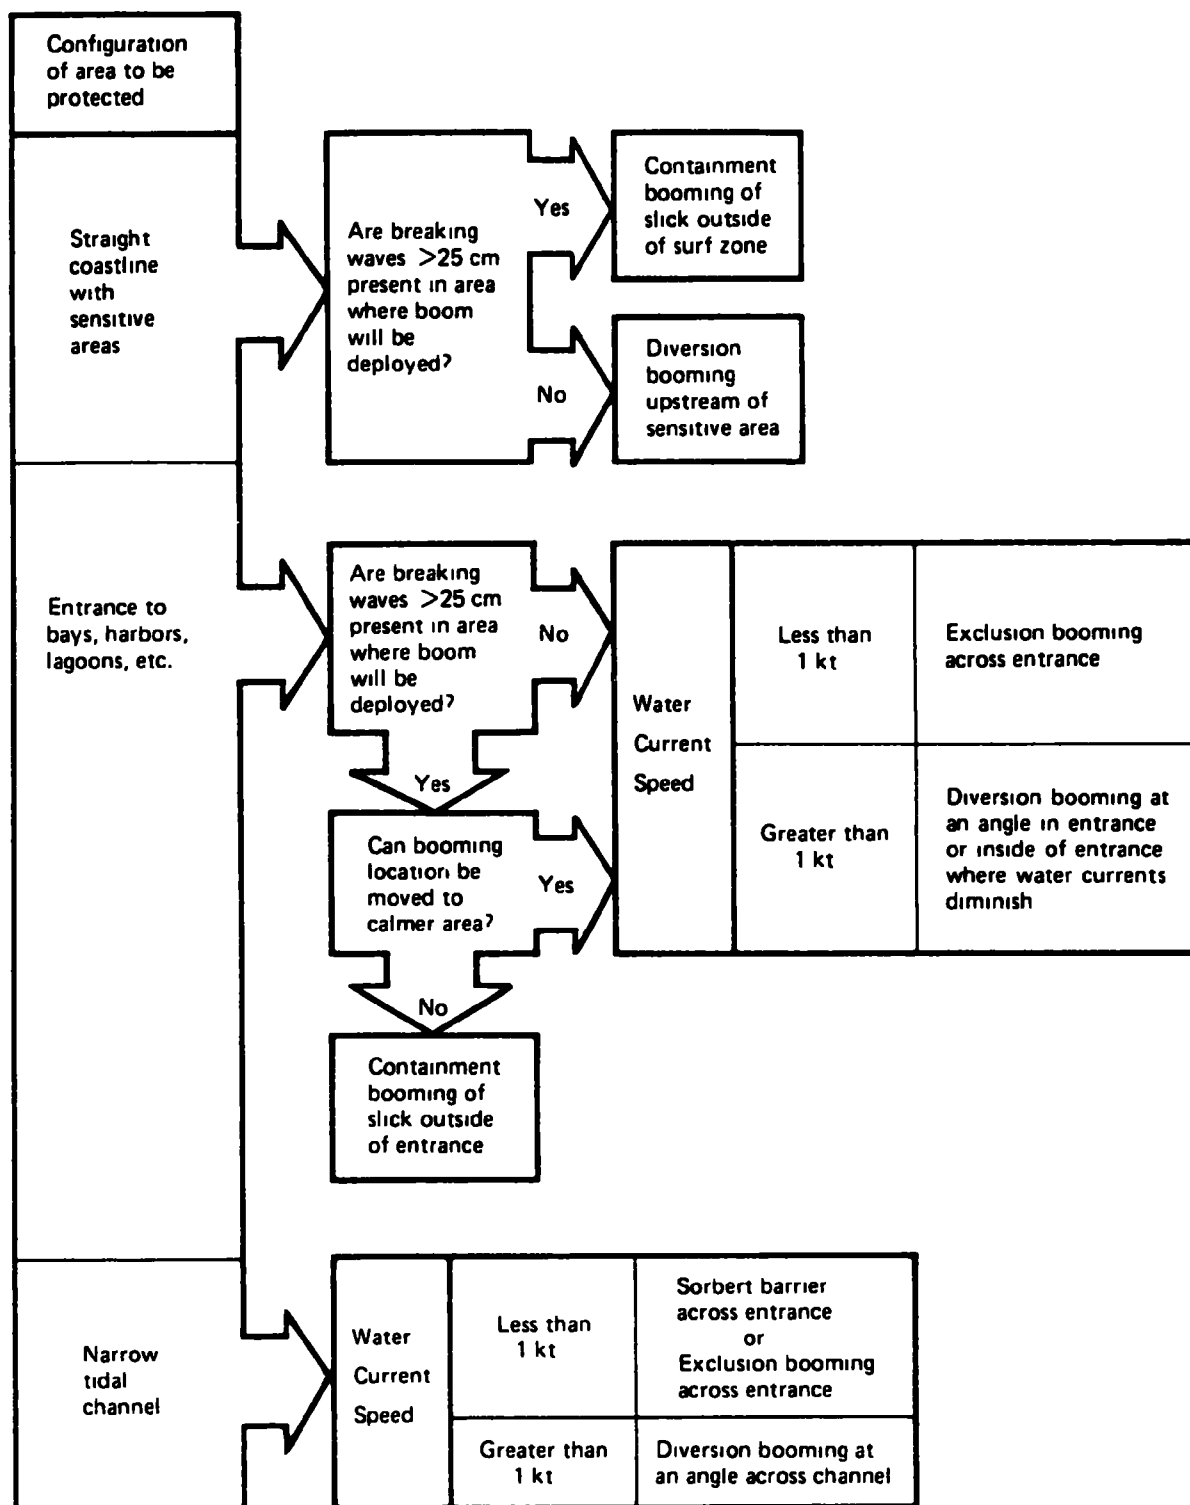 Configuration
of area to be
protected
Straight
coastline
with
sensitive
areas
Are breaking
waves >25 cm
present in area
where boom
will be
deployed?
Yes
Containment
booming of
slick outside
of surf zone
No
Diversion
booming
upstream of
sensitive area
Entrance to
bays, harbors,
lagoons, etc.
Are breaking
waves >25 cm
present in area
where boom
will be
deployed?
No
Yes
Can booming
location be
moved to
calmer area?
Yes
No
Containment
booming of
slick outside
of entrance
Water
Current
Speed
Less than
1 kt
Exclusion booming
across entrance
Greater than
1 kt
Diversion booming at
an angle in entrance
or inside of entrance
where water currents
diminish
Narrow
tidal
channel
Water
Current
Speed
Less than
1 kt
Sorbert barrier
across entrance
or
Exclusion booming
across entrance
Greater than
1 kt
Diversion booming at
an angle across channel